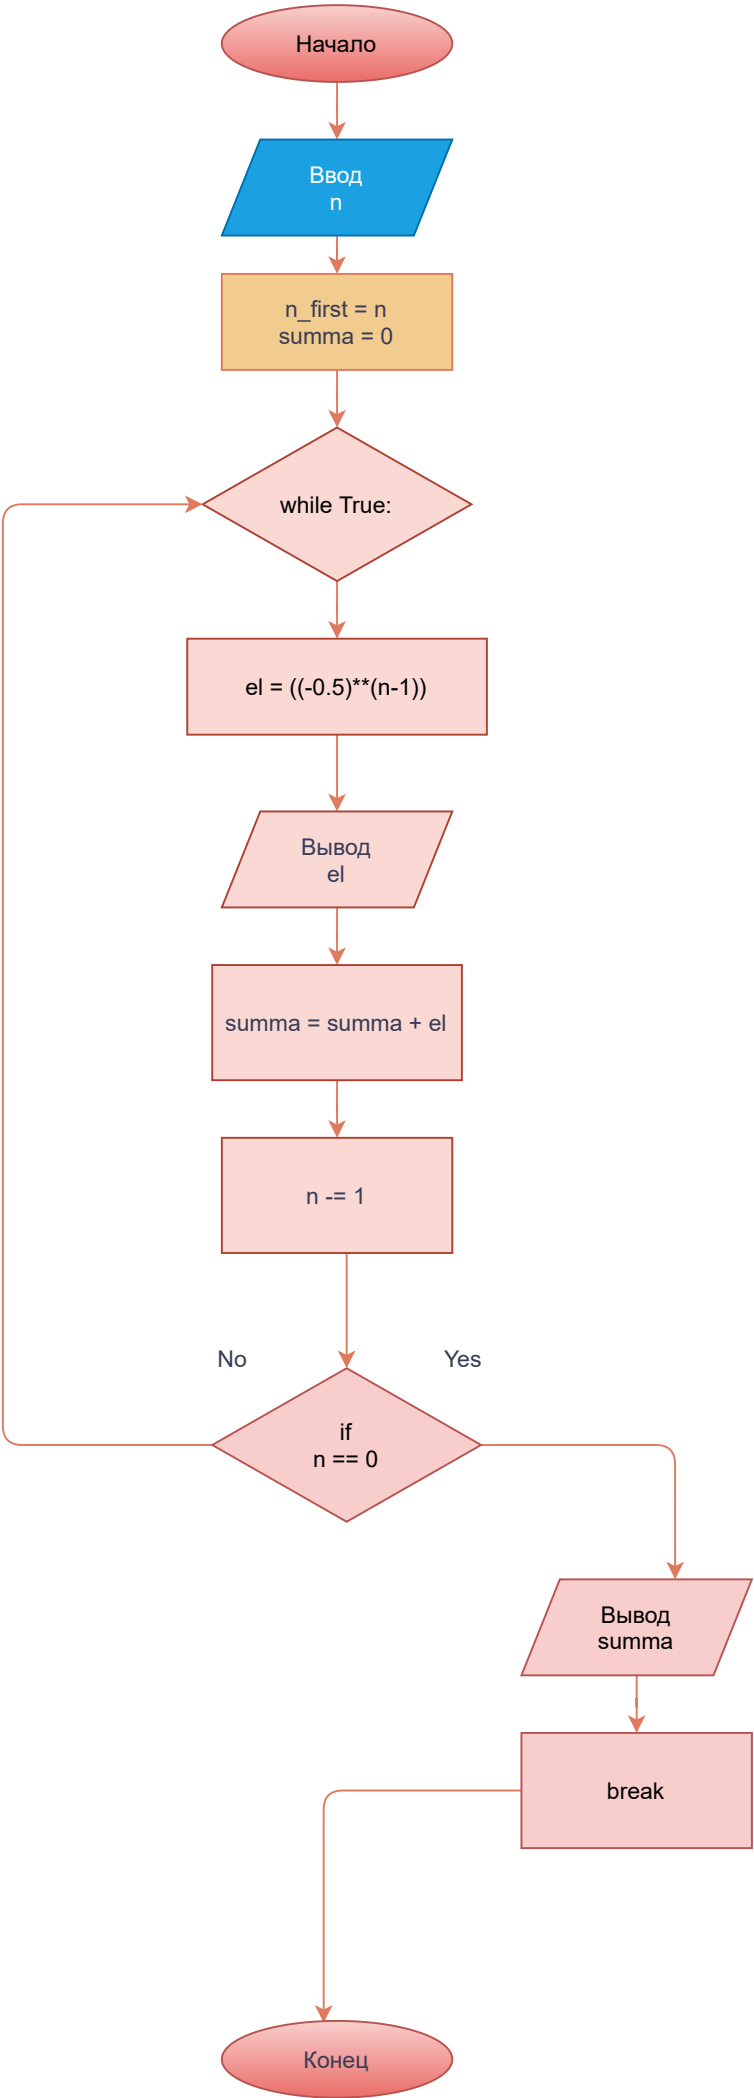 Начало
Ввод
n
n_first = n
summa = 0
while True:
el = ((-0.5)**(n-1))
Вывод
el
summa = summa + el
n -= 1
No
Yes
if
n == 0
Вывод
summa
break
Конец